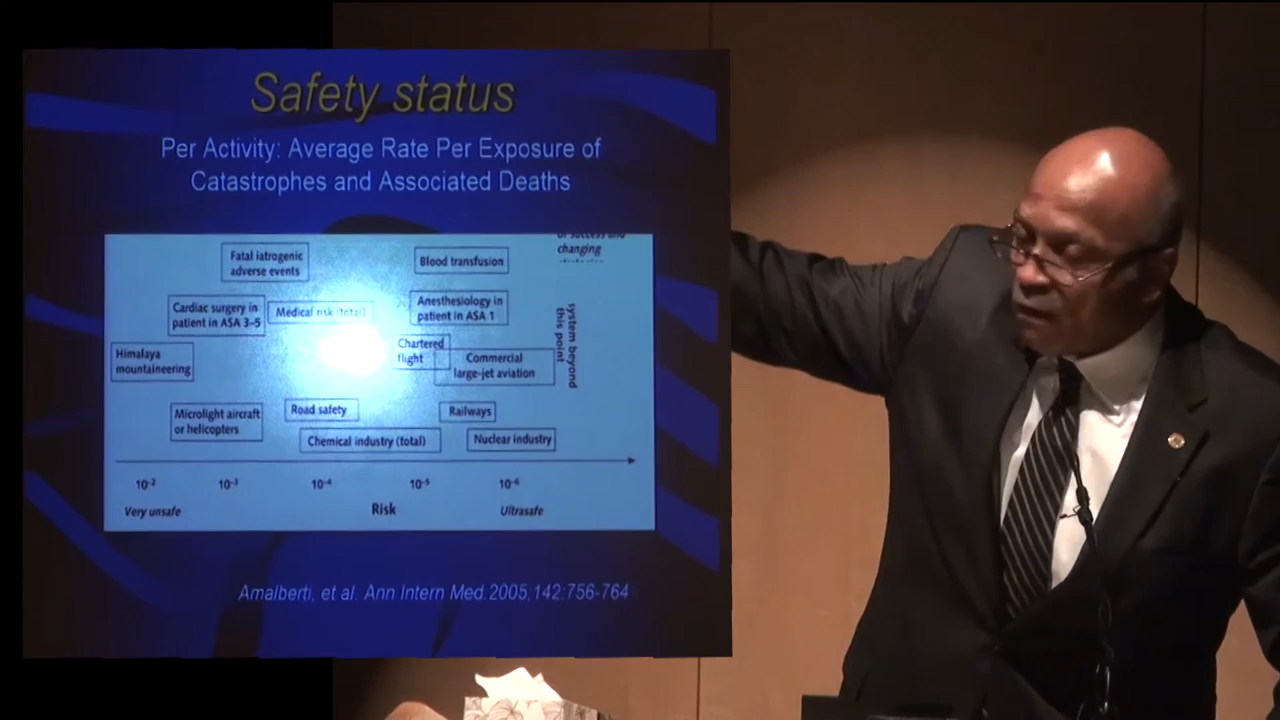 Safety status
Per Activity: Average Rate Per Exposure of
Catastrophes and Associated Deaths
of success and
changing
Fatal iatrogenic
adverse events
Blood transfusion
Cardiac surgery in
patient in ASA 3–5
Medical risk (total)
Anesthesiology in
patient in ASA 1
system beyond
this point
Himalaya
mountaineering
Chartered
flight
Commercial
large-jet aviation
Microlight aircraft
or helicopters
Road safety
Railways
Chemical industry (total)
Nuclear industry
10⁻² 10⁻³ 10⁻⁴ 10⁻⁵ 10⁻⁶
Very unsafe Risk Ultrasafe
Amalberti, et al. Ann Intern Med.2005;142:756-764